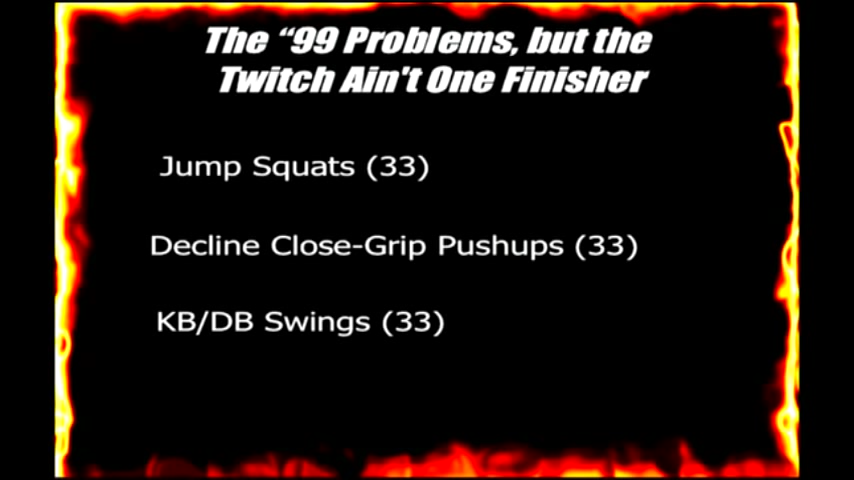 The “99 Problems, but the
Twitch Ain't One Finisher
Jump Squats (33)
Decline Close-Grip Pushups (33)
KB/DB Swings (33)